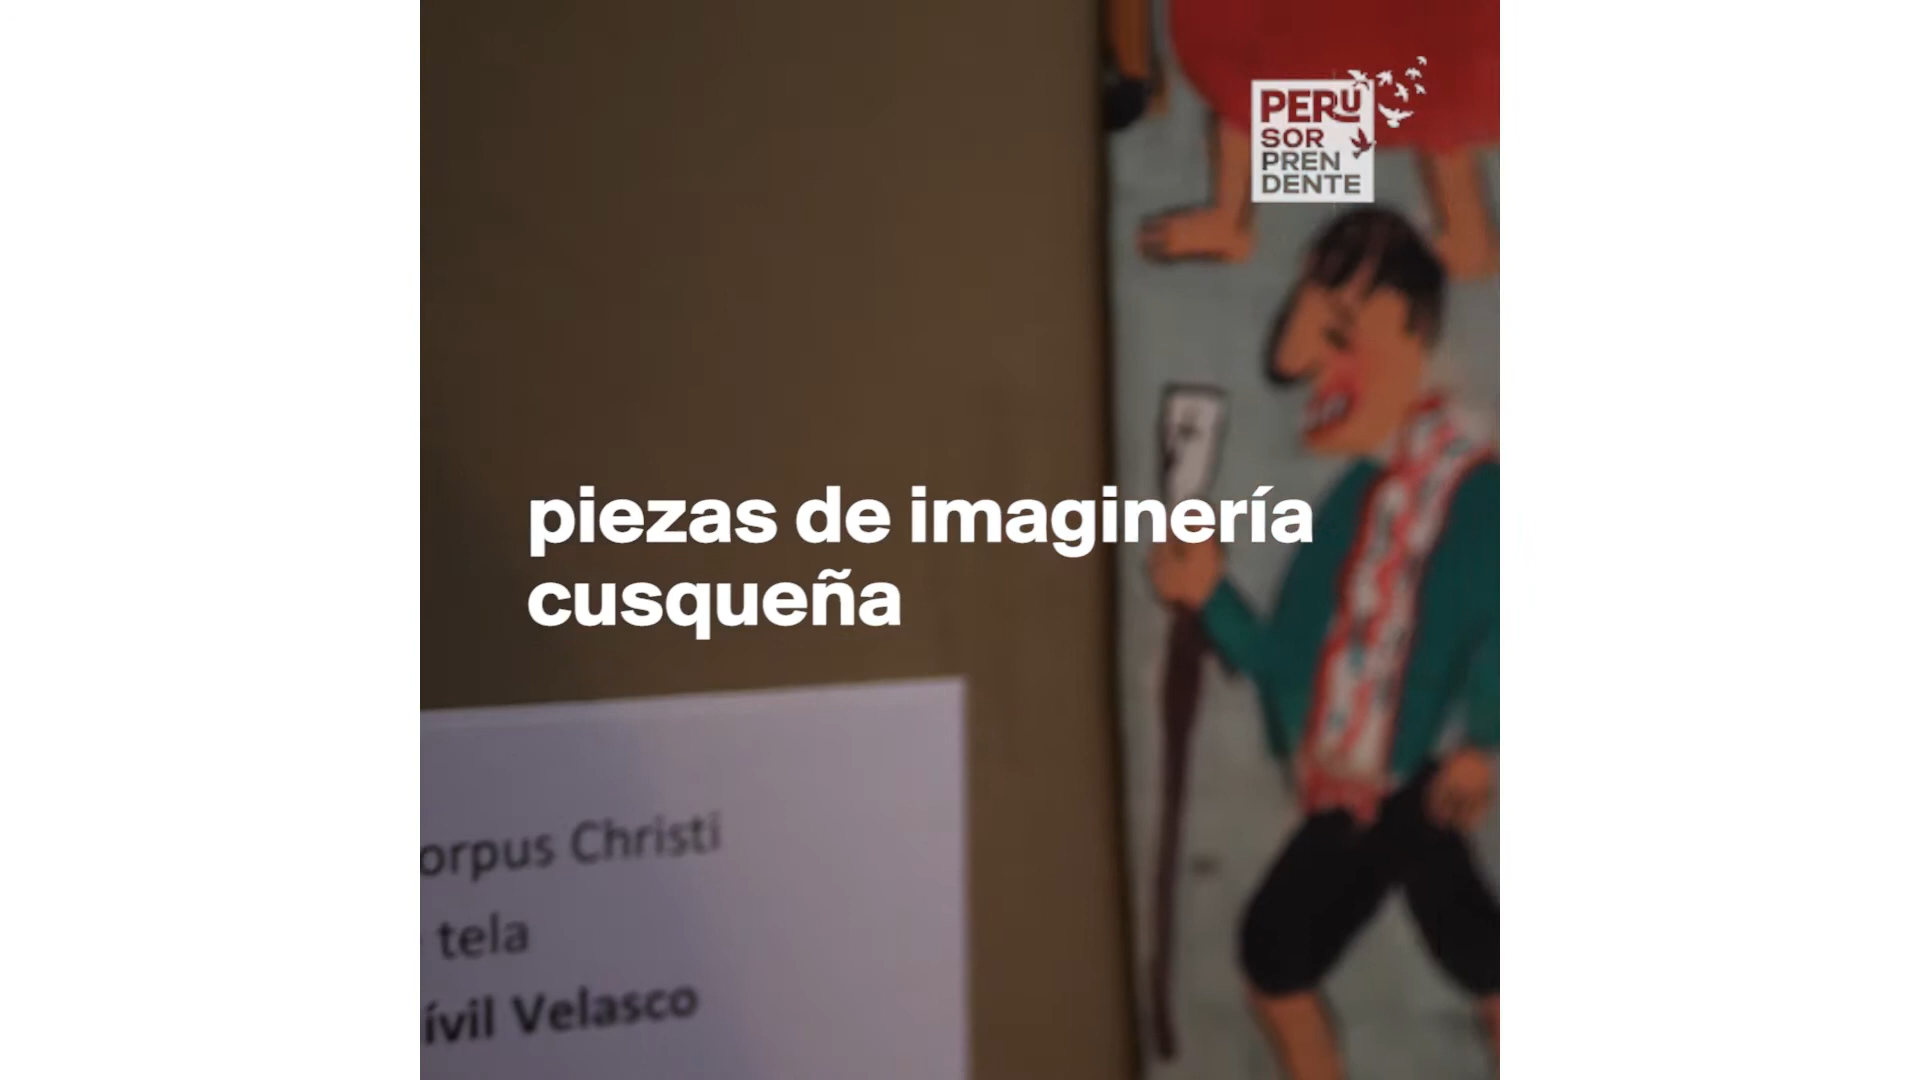 PERÚ
SOR
PREN
DENTE
piezas de imaginería
cusqueña
orpus Christi
tela
ívil Velasco